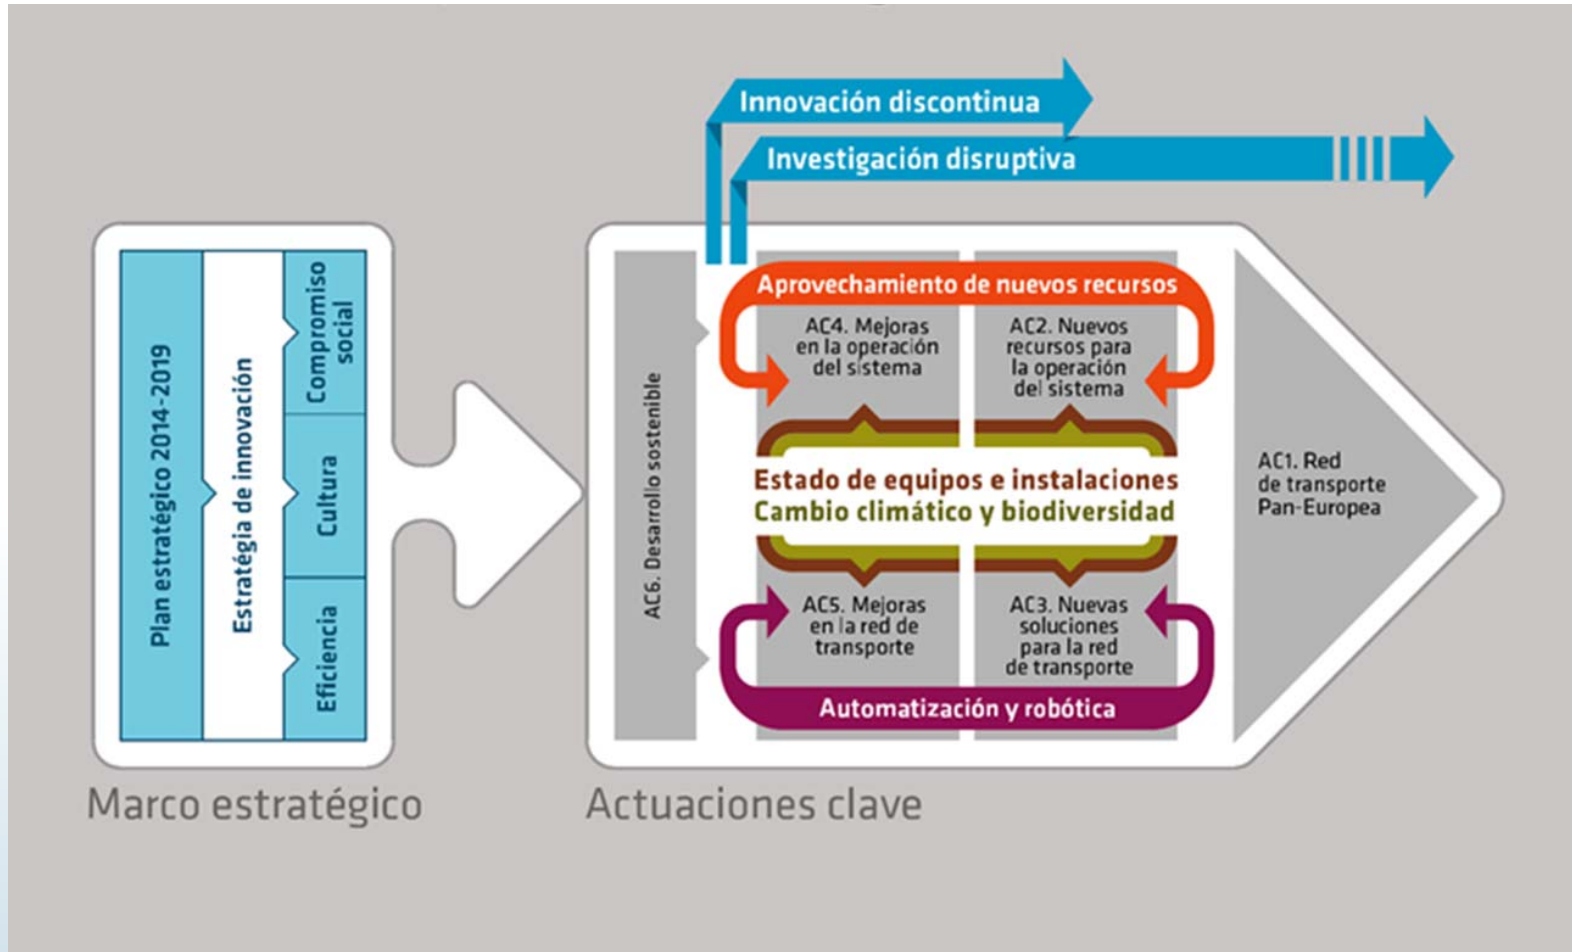 Innovación discontinua
Investigación disruptiva
Plan estratégico 2014-2019
Estratégia de innovación
Compromiso
social
Cultura
Eficiencia
Marco estratégico
AC6. Desarrollo sostenible
Aprovechamiento de nuevos recursos
AC4. Mejoras
en la operación
del sistema
AC2. Nuevos
recursos para
la operación
del sistema
Estado de equipos e instalaciones
Cambio climático y biodiversidad
AC5. Mejoras
en la red de
transporte
AC3. Nuevas
soluciones
para la red
de transporte
Automatización y robótica
AC1. Red
de transporte
Pan-Europea
Actuaciones clave